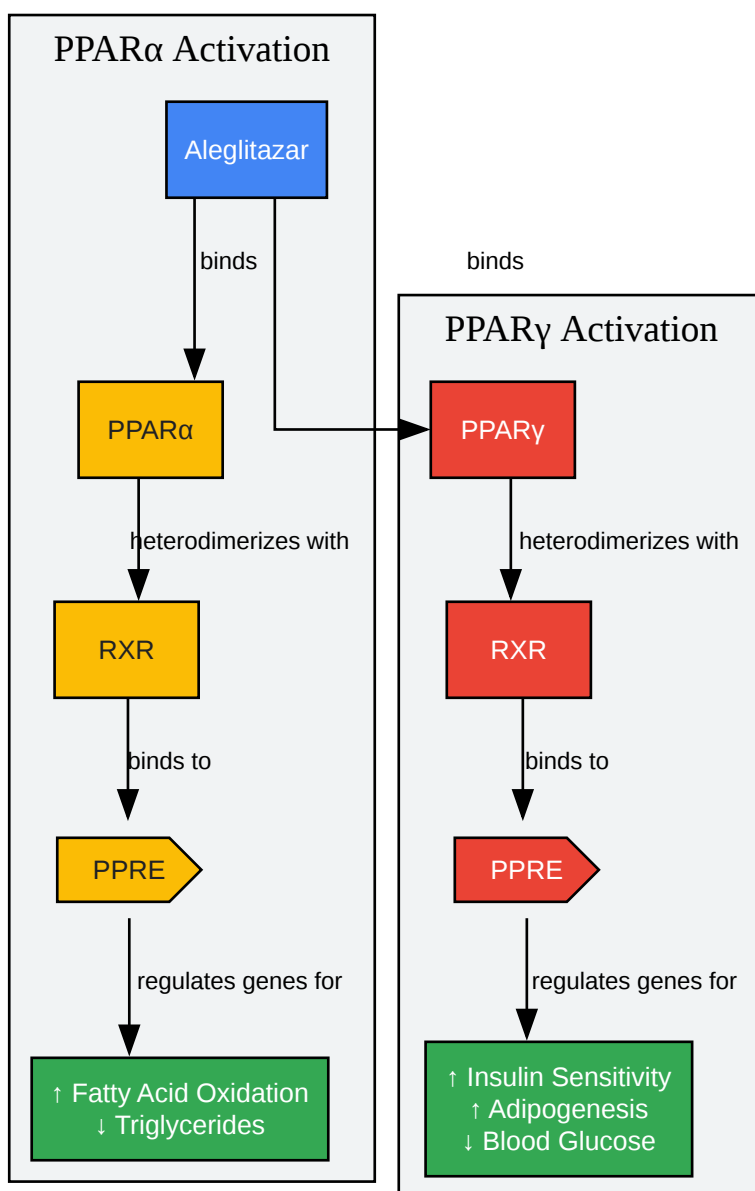 PPARα Activation
Aleglitazar
binds
binds
PPARγ Activation
PPARα
PPARγ
heterodimerizes with
heterodimerizes with
RXR
RXR
binds to
binds to
PPRE
PPRE
regulates genes for
regulates genes for
↑ Fatty Acid Oxidation
↓ Triglycerides
↑ Insulin Sensitivity
↑ Adipogenesis
↓ Blood Glucose